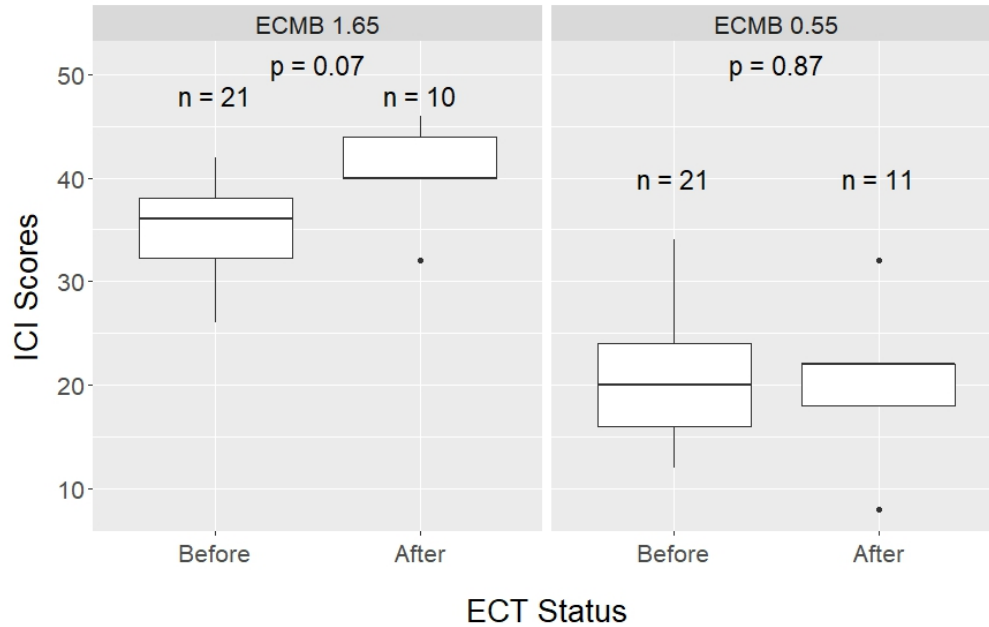 ECMB 1.65
ECMB 0.55
p = 0.07
p = 0.87
n = 21
n = 10
n = 21
n = 11
50
40
30
20
10
ICI Scores
Before
After
Before
After
ECT Status